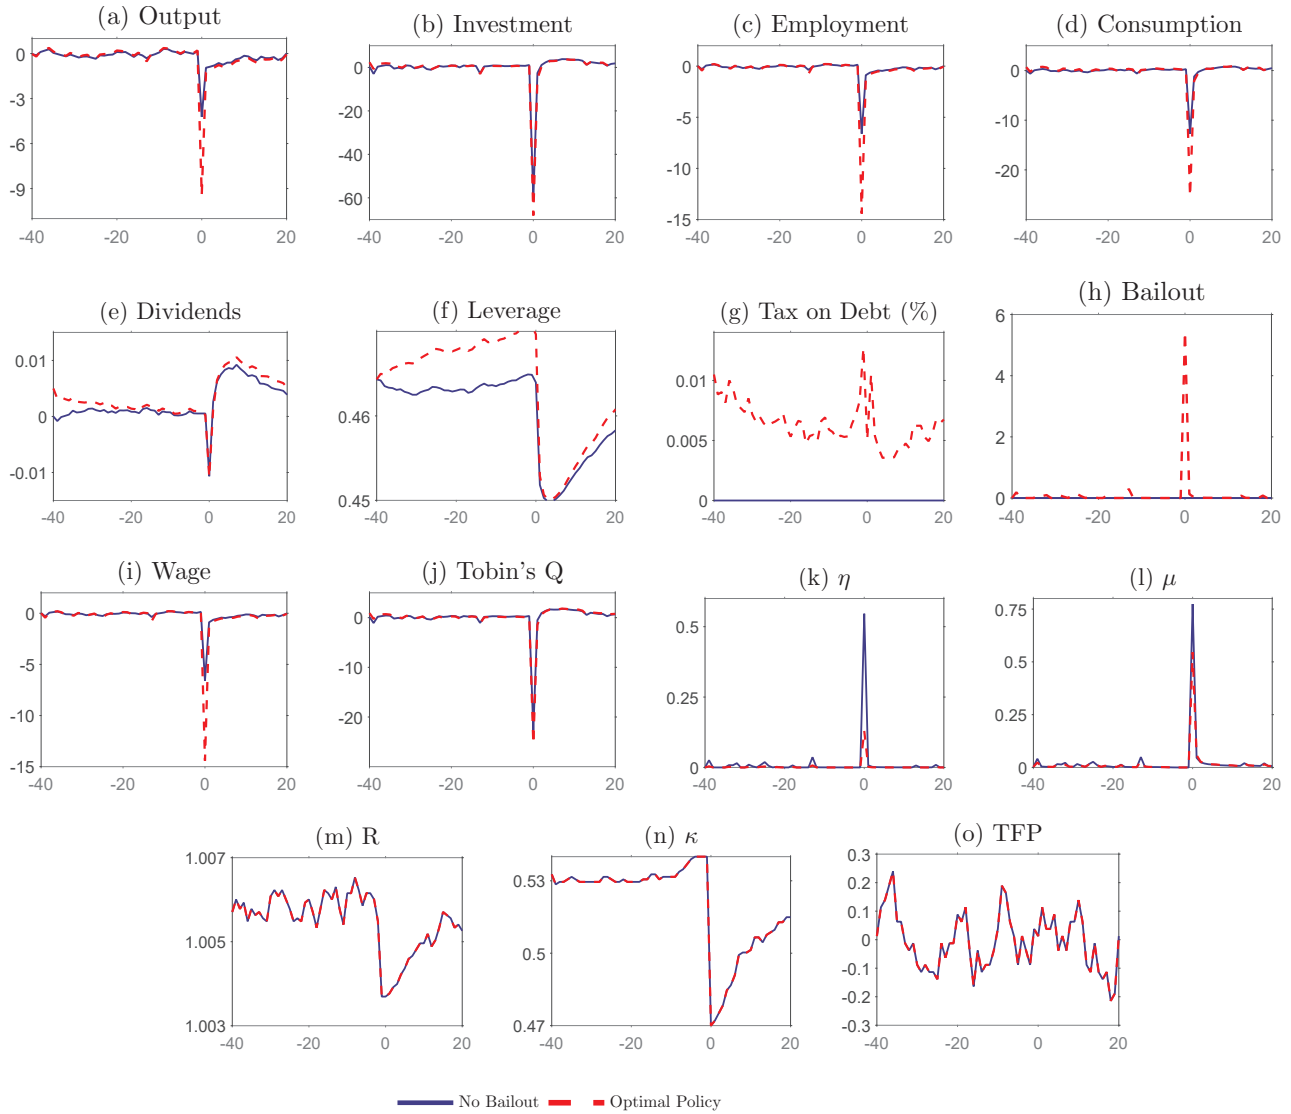 (a) Output
(b) Investment
(c) Employment
(d) Consumption
0
-3
-6
-9
-40 -20 0 20
0
-20
-40
-60
-40 -20 0 20
0
-5
-10
-15
-40 -20 0 20
0
-10
-20
-40 -20 0 20
(e) Dividends
(f) Leverage
(g) Tax on Debt (%)
(h) Bailout
0.01
0
-0.01
-40 -20 0 20
0.46
0.45
-40 -20 0 20
0.01
0.005
0
-40 -20 0 20
6
4
2
0
-40 -20 0 20
(i) Wage
(j) Tobin's Q
(k) η
(l) μ
0
-5
-10
-15
-40 -20 0 20
0
-10
-20
-40 -20 0 20
0.5
0.25
0
-40 -20 0 20
0.75
0.5
0.25
0
-40 -20 0 20
(m) R
(n) κ
(o) TFP
1.007
1.005
1.003
-40 -20 0 20
0.53
0.5
0.47
-40 -20 0 20
0.3
0.2
0.1
0
-0.1
-0.2
-0.3
-40 -20 0 20
No Bailout Optimal Policy